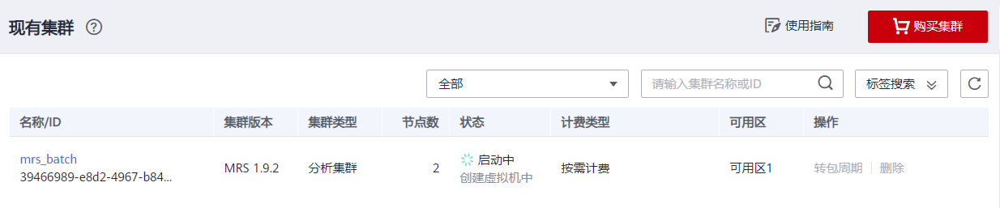 现有集群 ?
使用指南
购买集群
全部
请输入集群名称或ID
标签搜索
名称/ID 集群版本 集群类型 节点数 状态 计费类型 可用区 操作
mrs_batch
39466989-e8d2-4967-b84...
MRS 1.9.2
分析集群
2
启动中
创建虚拟机中
按需计费
可用区1
转包周期 | 删除